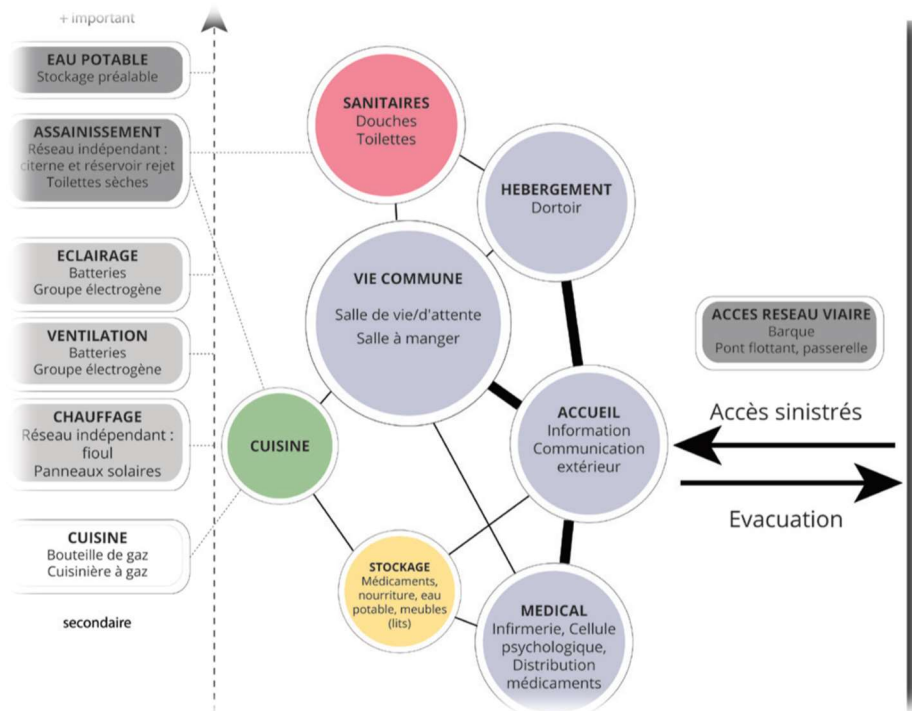 + important
EAU POTABLE
Stockage préalable
ASSAINISSEMENT
Réseau indépendant :
citerne et réservoir rejet
Toilettes sèches
ECLAIRAGE
Batteries
Groupe électrogène
VENTILATION
Batteries
Groupe électrogène
CHAUFFAGE
Réseau indépendant :
fioul
Panneaux solaires
CUISINE
Bouteille de gaz
Cuisinière à gaz
secondaire
SANITAIRES
Douches
Toilettes
HEBERGEMENT
Dortoir
VIE COMMUNE
Salle de vie/d'attente
Salle à manger
CUISINE
ACCUEIL
Information
Communication
extérieur
STOCKAGE
Médicaments,
nourriture, eau
potable, meubles
(lits)
MEDICAL
Infirmerie, Cellule
psychologique,
Distribution
médicaments
ACCES RESEAU VIAIRE
Barque
Pont flottant, passerelle
Accès sinistrés
Evacuation